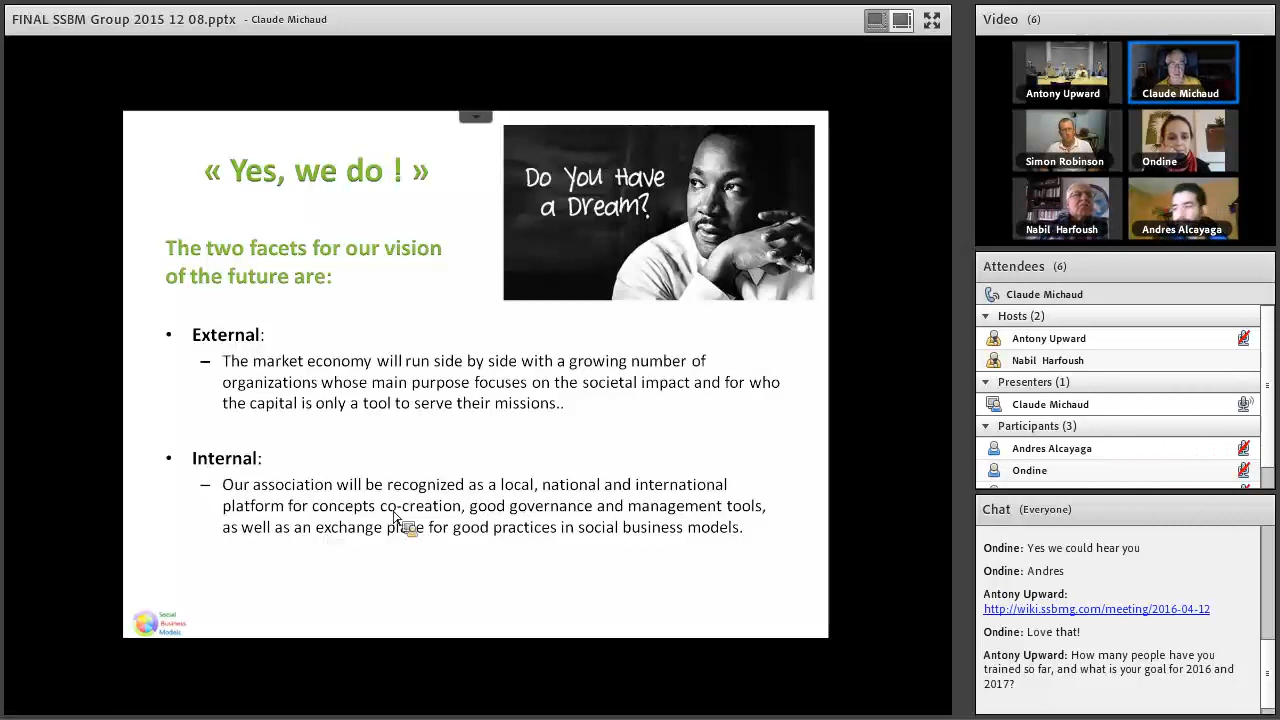 FINAL SSBM Group 2015 12 08.pptx - Claude Michaud
« Yes, we do ! »
Do You Have
a Dream?
The two facets for our vision
of the future are:
• External:
– The market economy will run side by side with a growing number of
organizations whose main purpose focuses on the societal impact and for who
the capital is only a tool to serve their missions..
• Internal:
– Our association will be recognized as a local, national and international
platform for concepts co-creation, good governance and management tools,
as well as an exchange place for good practices in social business models.
Social
Business
Models
Video (6)
Antony Upward
Claude Michaud
Simon Robinson
Ondine
Nabil Harfoush
Andres Alcayaga
Attendees (6)
Claude Michaud
Hosts (2)
Antony Upward
Nabil Harfoush
Presenters (1)
Claude Michaud
Participants (3)
Andres Alcayaga
Ondine
Chat (Everyone)
Ondine: Yes we could hear you
Ondine: Andres
Antony Upward:
http://wiki.ssbmg.com/meeting/2016-04-12
Ondine: Love that!
Antony Upward: How many people have you
trained so far, and what is your goal for 2016 and
2017?